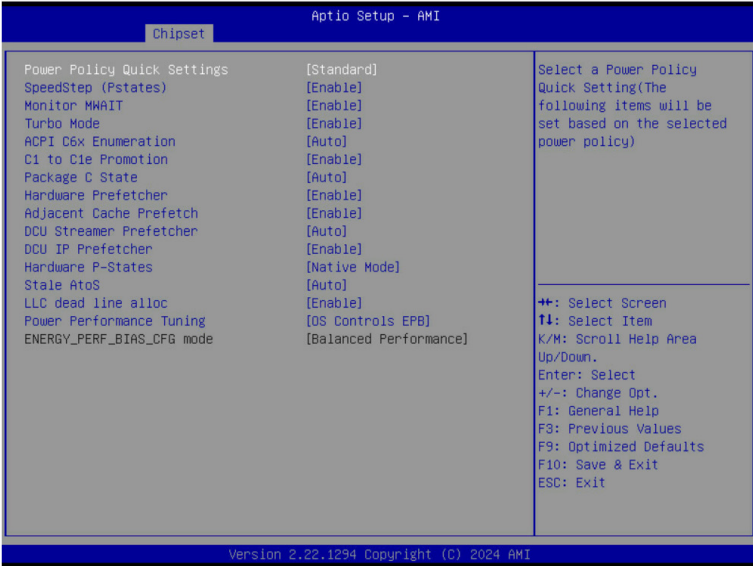 Aptio Setup – AMI
Chipset
Power Policy Quick Settings [Standard]
SpeedStep (Pstates) [Enable]
Monitor MWAIT [Enable]
Turbo Mode [Enable]
ACPI C6x Enumeration [Auto]
C1 to C1e Promotion [Enable]
Package C State [Auto]
Hardware Prefetcher [Enable]
Adjacent Cache Prefetch [Enable]
DCU Streamer Prefetcher [Auto]
DCU IP Prefetcher [Enable]
Hardware P-States [Native Mode]
Stale AtoS [Auto]
LLC dead line alloc [Enable]
Power Performance Tuning [OS Controls EPB]
ENERGY_PERF_BIAS_CFG mode [Balanced Performance]
Select a Power Policy
Quick Setting(The
following items will be
set based on the selected
power policy)
→←: Select Screen
↑↓: Select Item
K/M: Scroll Help Area
Up/Down.
Enter: Select
+/-: Change Opt.
F1: General Help
F3: Previous Values
F9: Optimized Defaults
F10: Save & Exit
ESC: Exit
Version 2.22.1294 Copyright (C) 2024 AMI